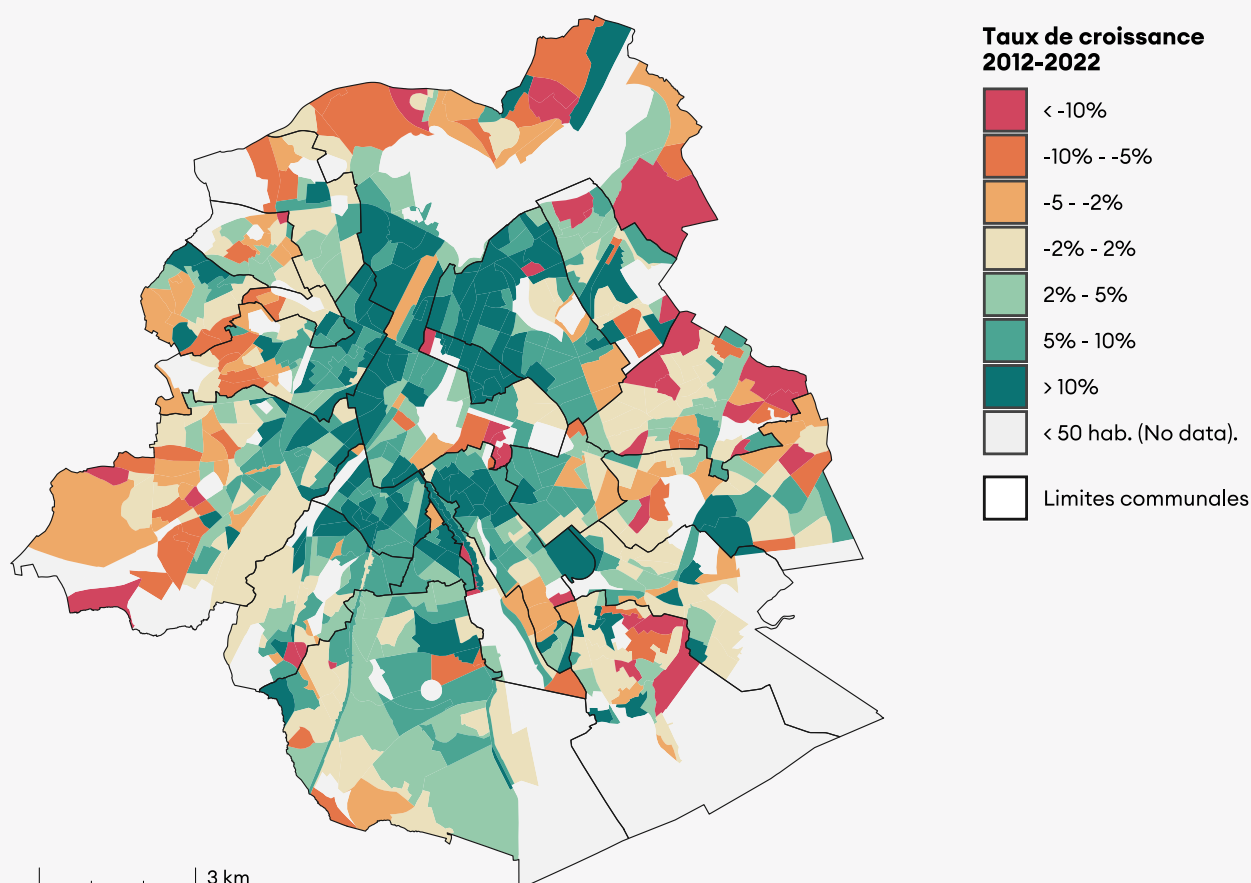 Taux de croissance
2012-2022
< -10%
-10% - -5%
-5 - -2%
-2% - 2%
2% - 5%
5% - 10%
> 10%
< 50 hab. (No data).
Limites communales
3 km